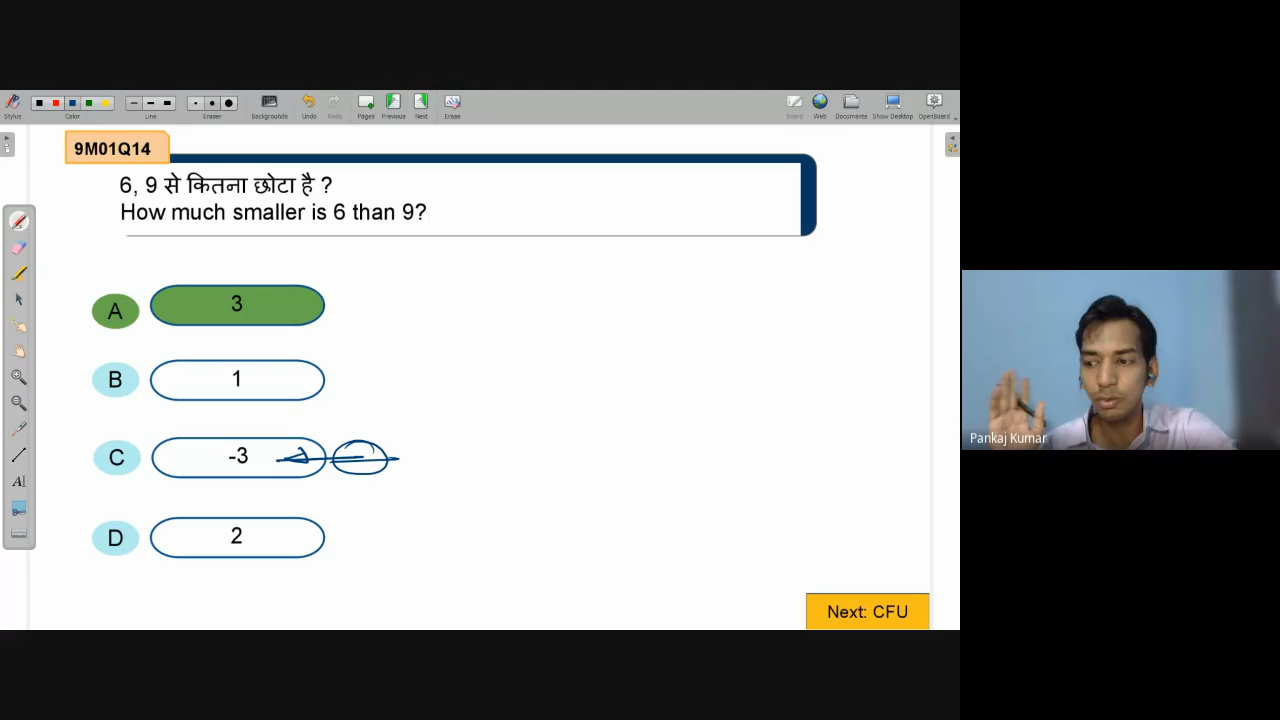 Stylus
Color
Line
Eraser
Backgrounds
Undo
Redo
Pages
Previous
Next
Erase
Board
Web
Documents
Show Desktop
OpenBoard
9M01Q14
6, 9 से कितना छोटा है ?
How much smaller is 6 than 9?
A 3
B 1
C -3
D 2
Next: CFU
Pankaj Kumar